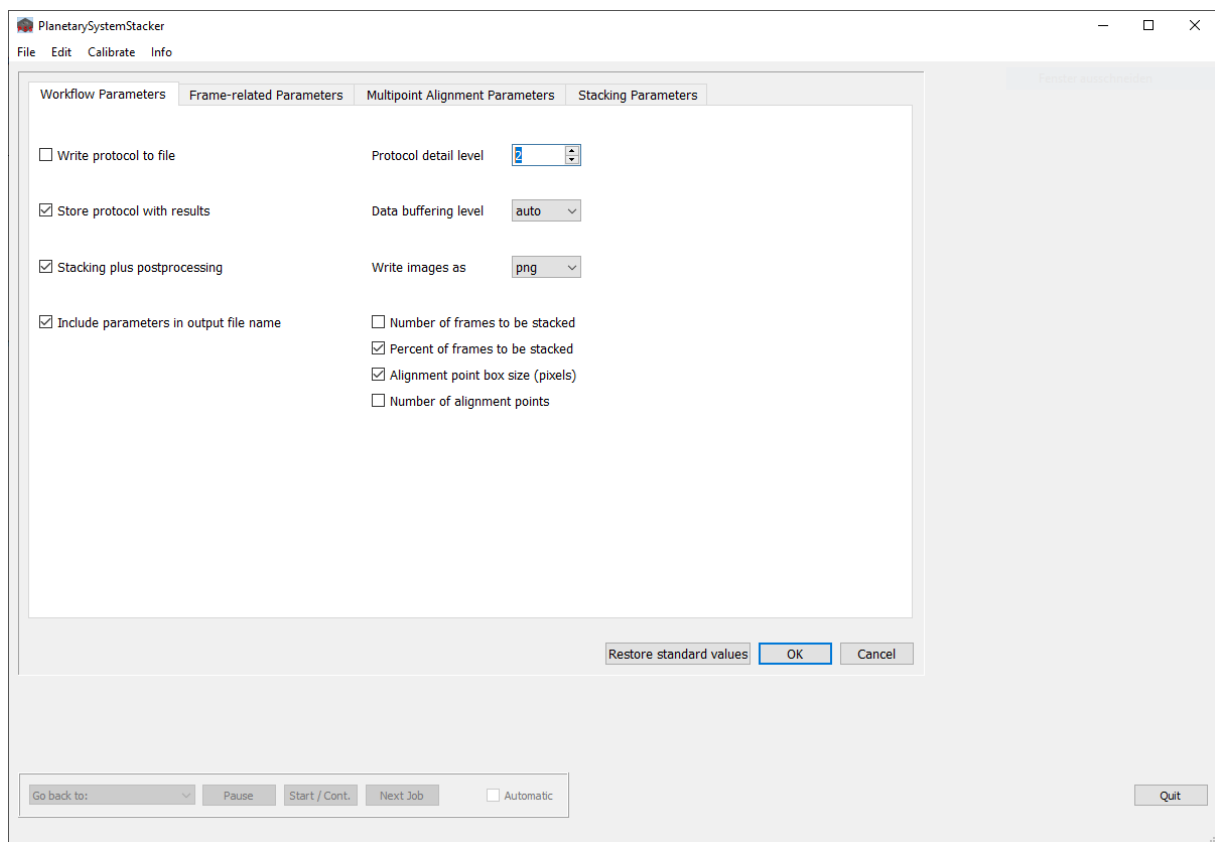 PlanetarySystemStacker
File Edit Calibrate Info
Workflow Parameters Frame-related Parameters Multipoint Alignment Parameters Stacking Parameters
Write protocol to file Protocol detail level 2
Store protocol with results Data buffering level auto
Stacking plus postprocessing Write images as png
Include parameters in output file name Number of frames to be stacked
Percent of frames to be stacked
Alignment point box size (pixels)
Number of alignment points
Restore standard values OK Cancel
Go back to: Pause Start / Cont. Next Job Automatic Quit